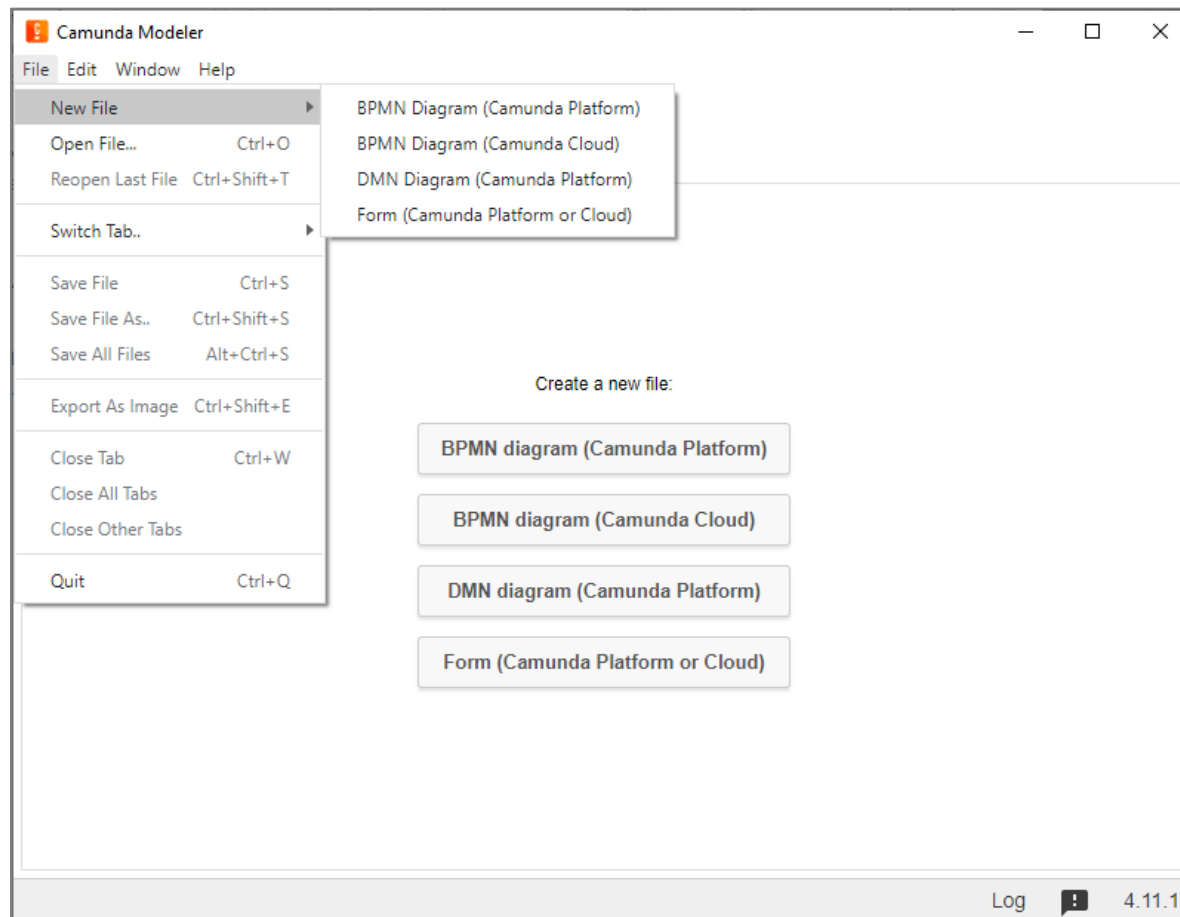 Camunda Modeler
File Edit Window Help
New File
Open File... Ctrl+O
Reopen Last File Ctrl+Shift+T
Switch Tab..
Save File Ctrl+S
Save File As.. Ctrl+Shift+S
Save All Files Alt+Ctrl+S
Export As Image Ctrl+Shift+E
Close Tab Ctrl+W
Close All Tabs
Close Other Tabs
Quit Ctrl+Q
BPMN Diagram (Camunda Platform)
BPMN Diagram (Camunda Cloud)
DMN Diagram (Camunda Platform)
Form (Camunda Platform or Cloud)
Create a new file:
BPMN diagram (Camunda Platform)
BPMN diagram (Camunda Cloud)
DMN diagram (Camunda Platform)
Form (Camunda Platform or Cloud)
Log 4.11.1